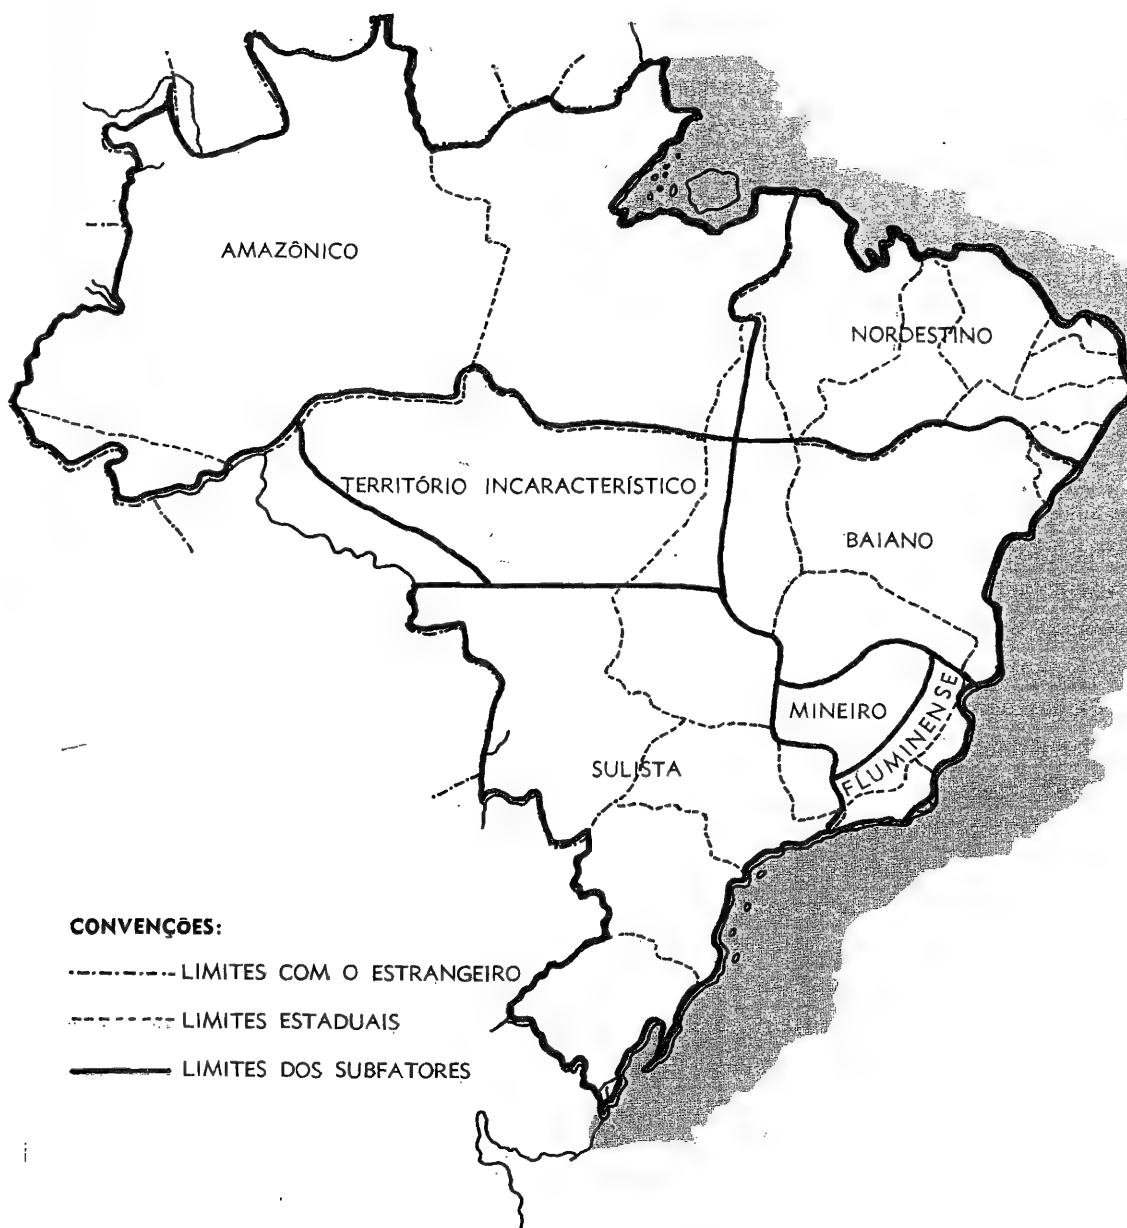 AMAZÔNICO
NORDESTINO
TERRITÓRIO INCARACTERÍSTICO
BAIANO
MINEIRO
FLUMINENSE
SULISTA
CONVENÇÕES:
LIMITES COM O ESTRANGEIRO
LIMITES ESTADUAIS
LIMITES DOS SUBFATORES